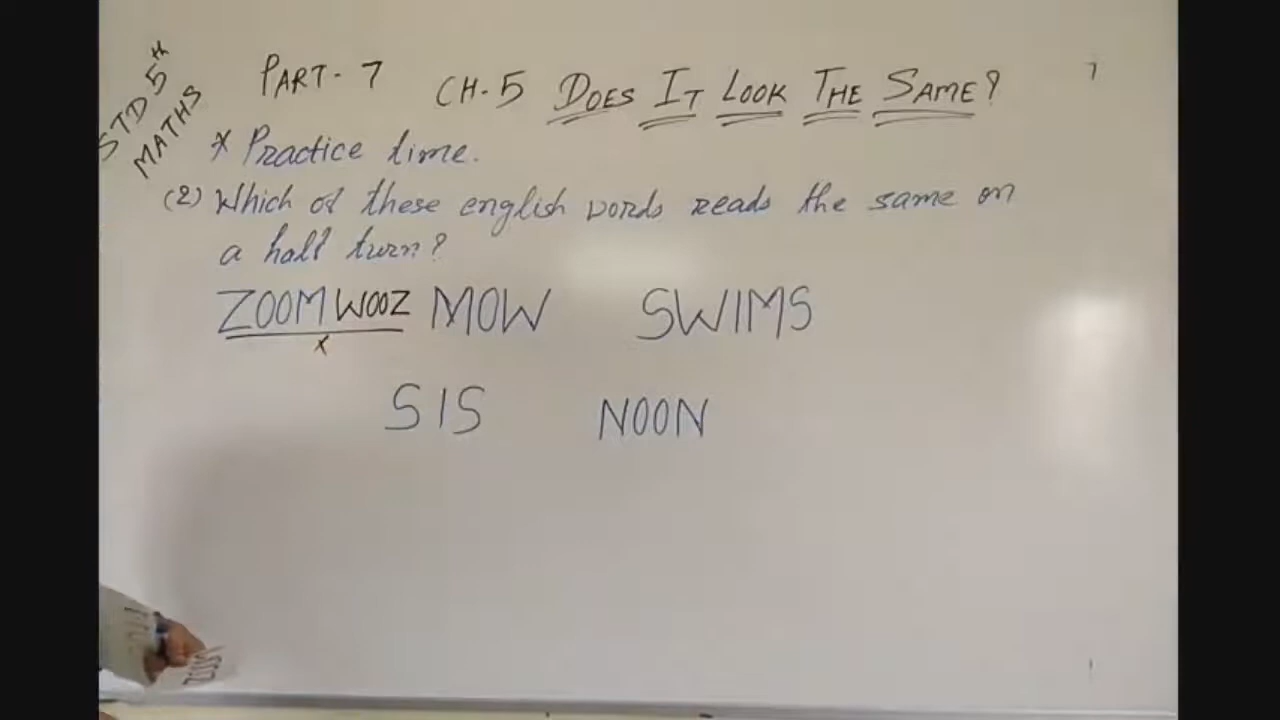 STD 5th
MATHS
PART-7 CH.5 DOES IT LOOK THE SAME?
* Practice time.
(2) Which of these english words reads the same on
a half turn?
ZOOM WOOZ MOW SWIMS
x
SIS NOON